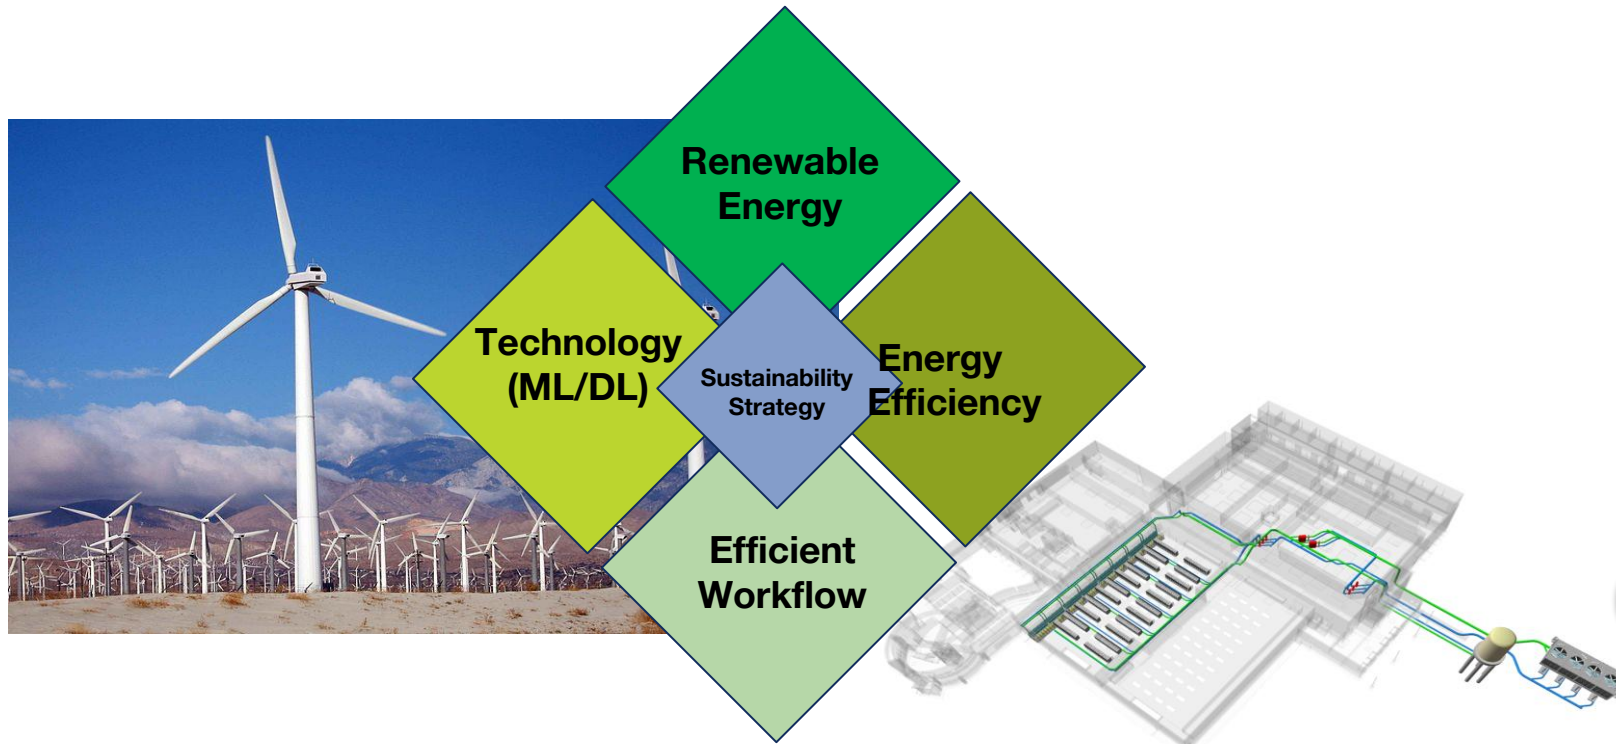 Renewable
Energy
Technology
(ML/DL)
Sustainability
Strategy
Energy
Efficiency
Efficient
Workflow